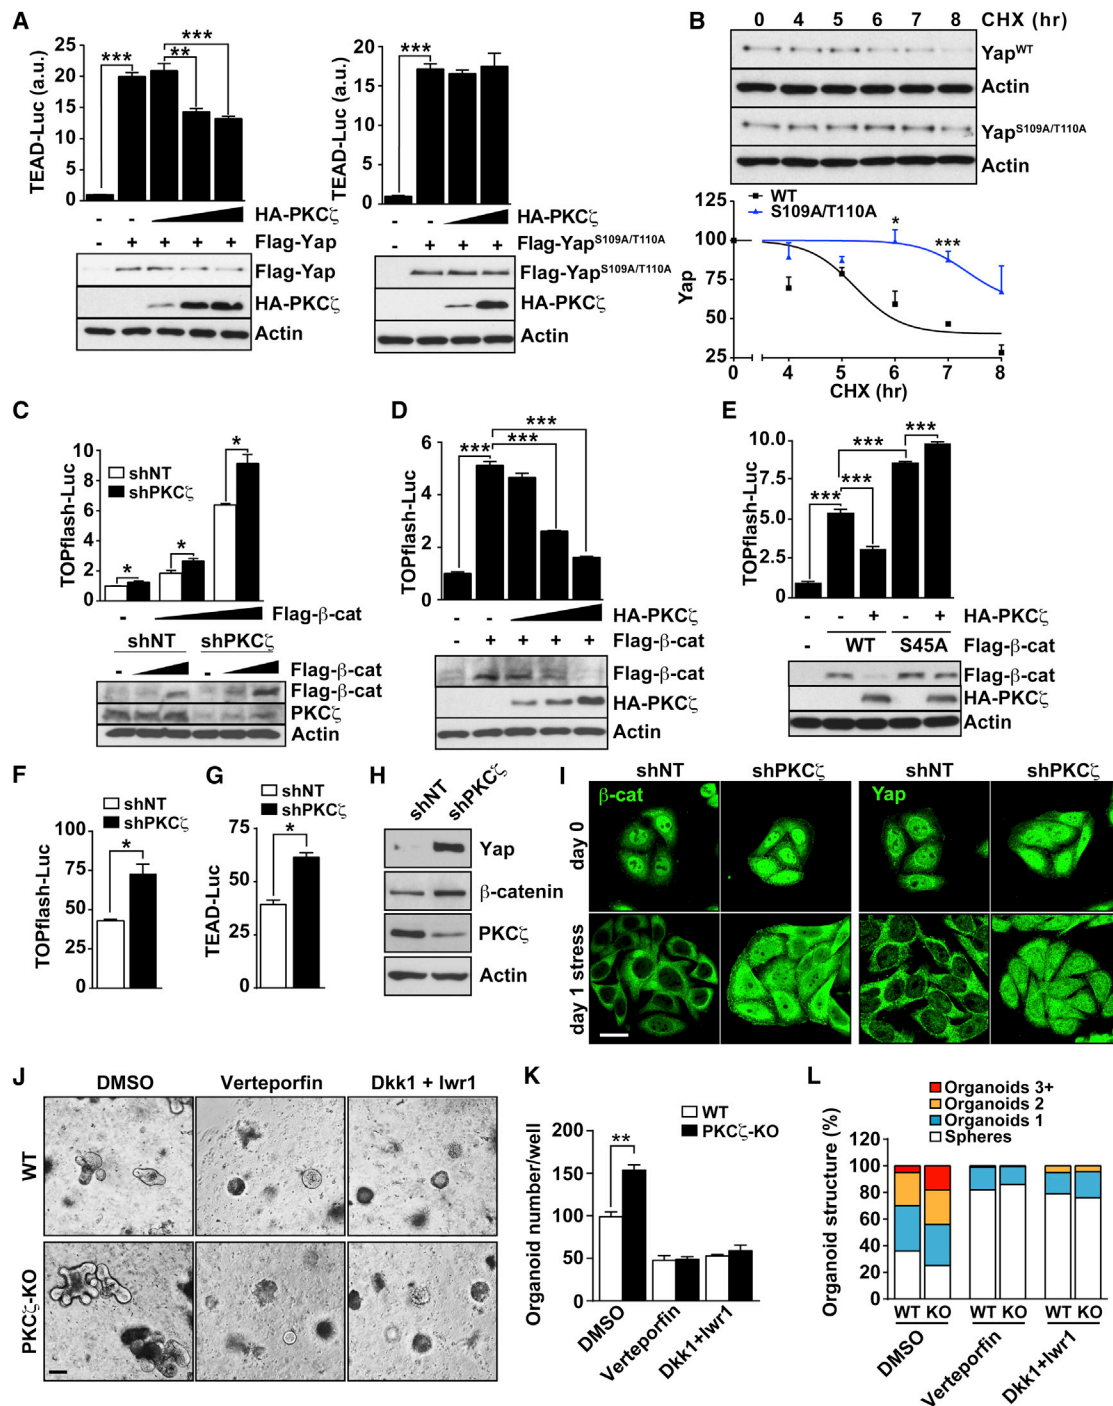 A
TEAD-Luc (a.u.)
25
20
15
10
5
0
***
***
**
HA-PKCζ
- + + + + Flag-Yap
Flag-Yap
HA-PKCζ
Actin
TEAD-Luc (a.u.)
20
15
10
5
0
***
HA-PKCζ
- + + + Flag-YapS109A/T110A
Flag-YapS109A/T110A
HA-PKCζ
Actin
B
0 4 5 6 7 8 CHX (hr)
YapWT
Actin
YapS109A/T110A
Actin
WT
S109A/T110A
Yap
125
100
75
50
25
*
***
0 4 5 6 7 8
CHX (hr)
C
TOPflash-Luc
10
8
6
4
2
0
shNT
shPKCζ
*
*
*
- Flag-β-cat
shNT shPKCζ
- - Flag-β-cat
Flag-β-cat
PKCζ
Actin
D
TOPflash-Luc
6
4
2
0
***
***
***
- - HA-PKCζ
- + + + + Flag-β-cat
Flag-β-cat
HA-PKCζ
Actin
E
TOPflash-Luc
10.0
7.5
5.0
2.5
0
***
***
***
***
- - + - + HA-PKCζ
- WT S45A Flag-β-cat
Flag-β-cat
HA-PKCζ
Actin
F
shNT
shPKCζ
TOPflash-Luc
100
75
50
25
0
*
G
shNT
shPKCζ
TEAD-Luc
75
50
25
0
*
H
shNT shPKCζ
Yap
β-catenin
PKCζ
Actin
I
shNT shPKCζ shNT shPKCζ
β-cat Yap
day 0
day 1 stress
J
DMSO Verteporfin Dkk1 + Iwr1
WT
PKCζ-KO
K
WT
PKCζ-KO
Organoid number/well
200
150
100
50
0
**
DMSO
Verteporfin
Dkk1+Iwr1
L
Organoids 3+
Organoids 2
Organoids 1
Spheres
Organoid structure (%)
100
80
60
40
20
0
WT KO WT KO WT KO
DMSO
Verteporfin
Dkk1+Iwr1